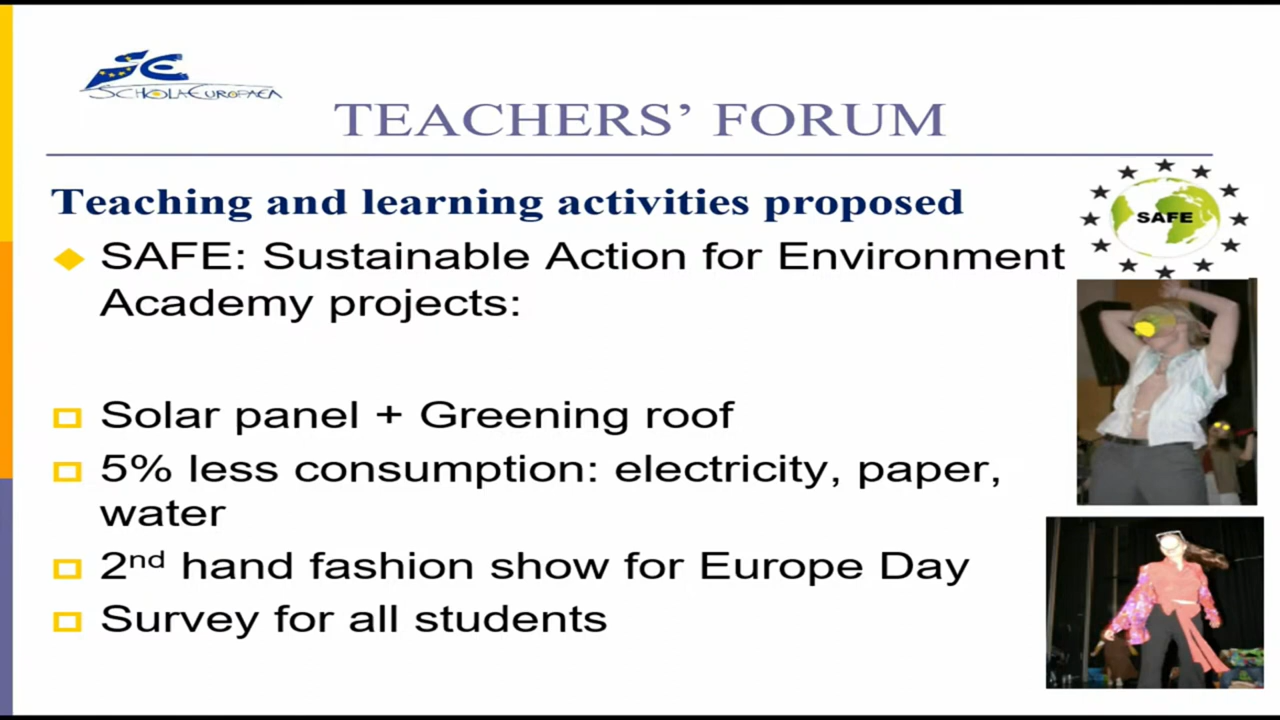 SCHOLA EUROPAEA
TEACHERS’ FORUM
Teaching and learning activities proposed
SAFE
SAFE: Sustainable Action for Environment
Academy projects:
Solar panel + Greening roof
5% less consumption: electricity, paper,
water
2nd hand fashion show for Europe Day
Survey for all students